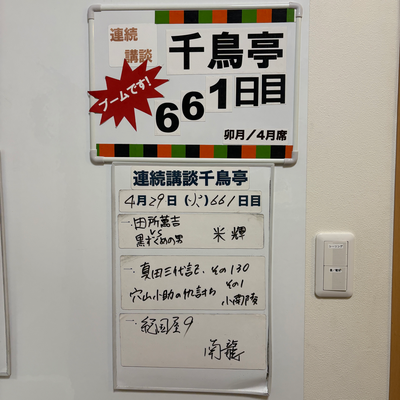 連続
講談
千鳥亭
ブームです!
661日目
卯月/4月席
連続講談千鳥亭
4月29日(火)661日目
一、田所萬吉
VS
黒ずくめの男
米輝
一、真田三代記、その130
穴山小助の仇討ち その1
小南陵
一、紀国屋9
南龍